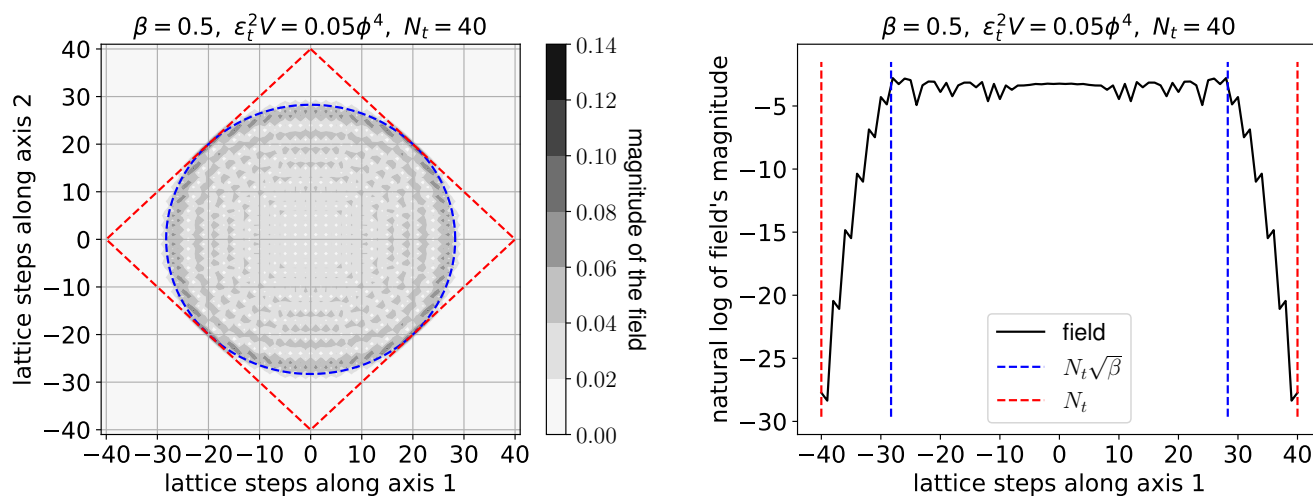 β = 0.5, ε_t^2V = 0.05ϕ^4, N_t = 40
40
30
20
10
0
−10
−20
−30
−40
lattice steps along axis 2
−40 −30 −20 −10 0 10 20 30 40
lattice steps along axis 1
0.14
0.12
0.10
0.08
0.06
0.04
0.02
0.00
magnitude of the field
β = 0.5, ε_t^2V = 0.05ϕ^4, N_t = 40
−5
−10
−15
−20
−25
−30
natural log of field's magnitude
field
N_t√β
N_t
−40 −30 −20 −10 0 10 20 30 40
lattice steps along axis 1